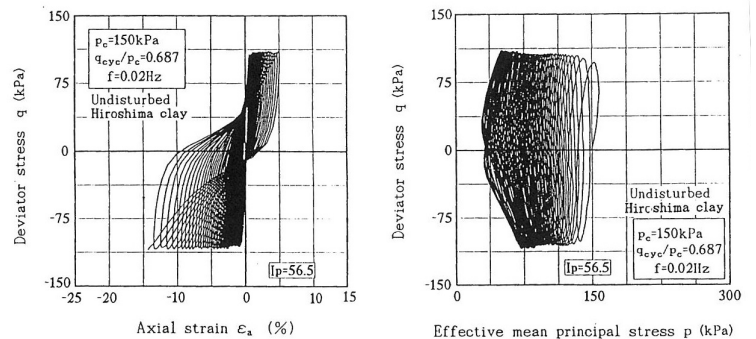 150
75
0
-75
-150
Deviator stress q (kPa)
pc=150kPa
qcyc/pc=0.687
f=0.02Hz
Undisturbed
Hiroshima clay
Ip=56.5
-25 -20 -10 0 10 15
Axial strain εa (%)
150
75
0
-75
-150
Deviator stress q (kPa)
Undisturbed
Hiroshima clay
pc=150kPa
qcyc/pc=0.687
f=0.02Hz
Ip=56.5
0 150 300
Effective mean principal stress p (kPa)